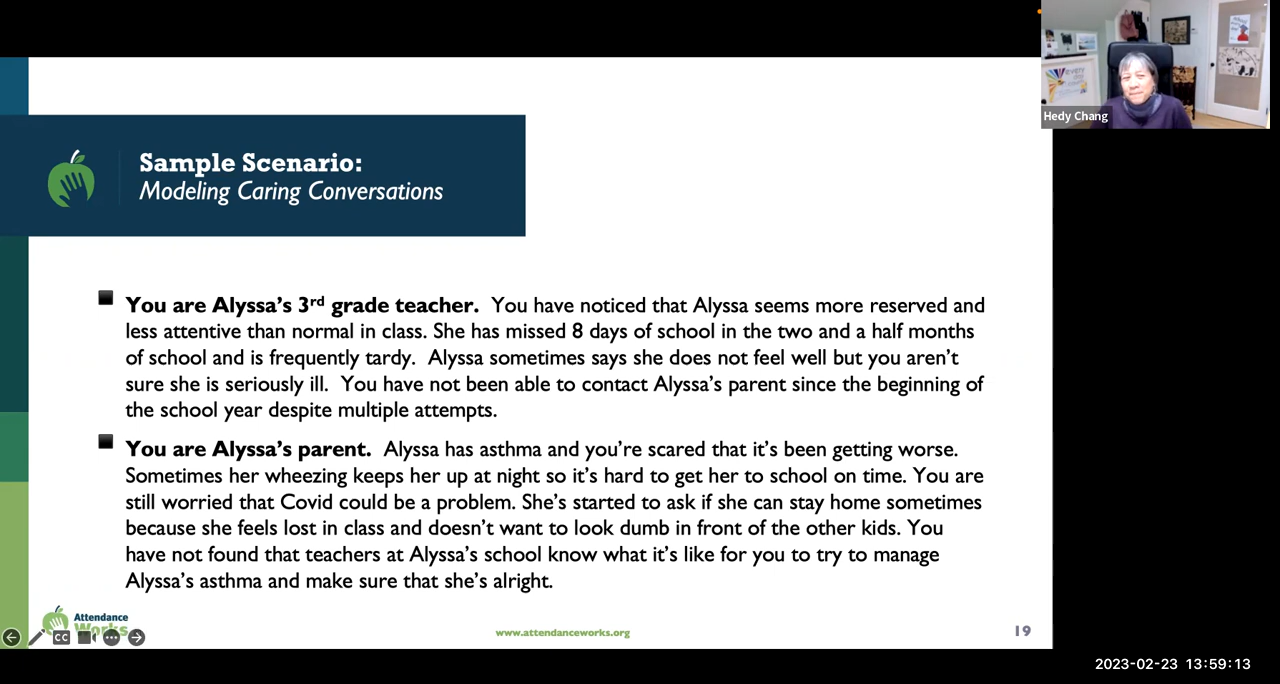 Hedy Chang
Sample Scenario:
Modeling Caring Conversations
You are Alyssa’s 3rd grade teacher. You have noticed that Alyssa seems more reserved and
less attentive than normal in class. She has missed 8 days of school in the two and a half months
of school and is frequently tardy. Alyssa sometimes says she does not feel well but you aren’t
sure she is seriously ill. You have not been able to contact Alyssa’s parent since the beginning of
the school year despite multiple attempts.
You are Alyssa’s parent. Alyssa has asthma and you’re scared that it’s been getting worse.
Sometimes her wheezing keeps her up at night so it’s hard to get her to school on time. You are
still worried that Covid could be a problem. She’s started to ask if she can stay home sometimes
because she feels lost in class and doesn’t want to look dumb in front of the other kids. You
have not found that teachers at Alyssa’s school know what it’s like for you to try to manage
Alyssa’s asthma and make sure that she’s alright.
Attendance
Works
CC
www.attendanceworks.org
19
2023-02-23 13:59:13